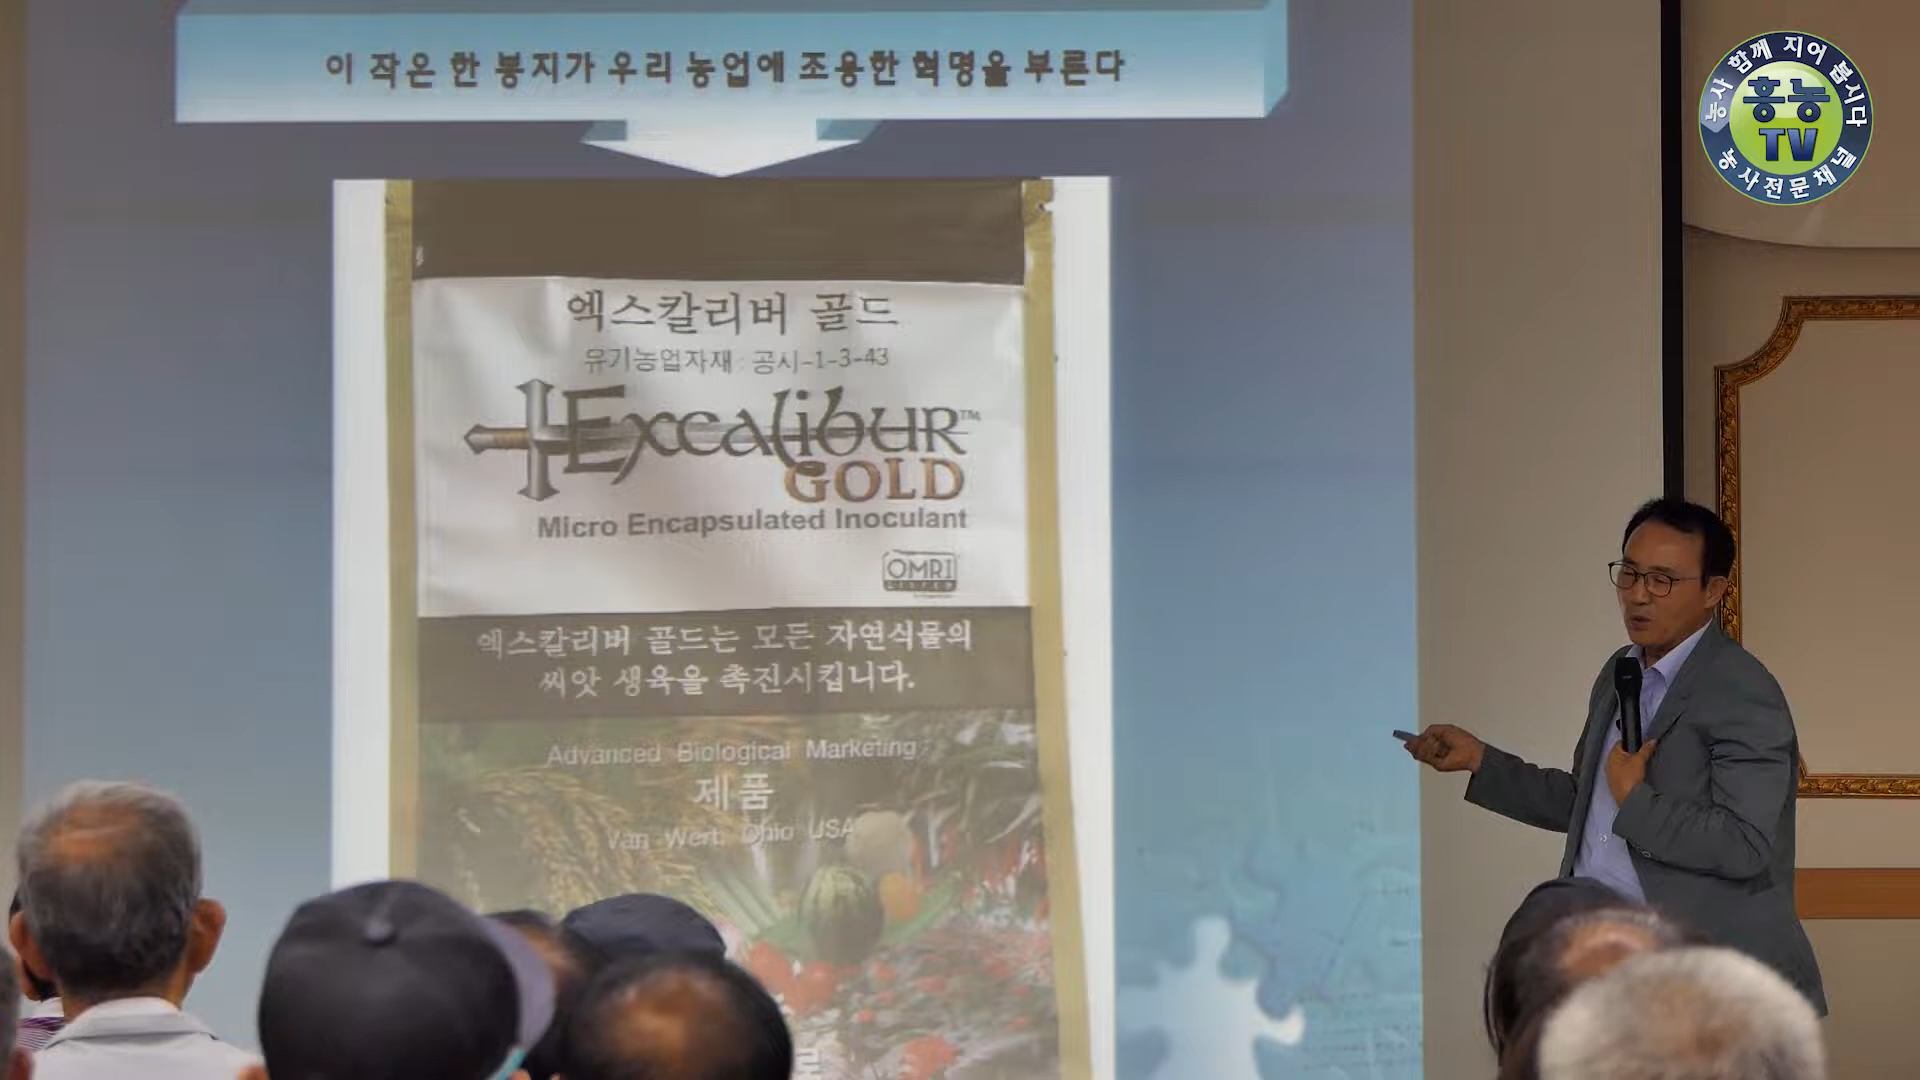 이 작은 한 봉지가 우리 농업에 조용한 혁명을 부른다
농사 함께 지어 봅시다
흥농
TV
농사전문채널
엑스칼리버 골드
유기농업자재 : 공시-1-3-43
Excalibur™
GOLD
Micro Encapsulated Inoculant
OMRI
LISTED
엑스칼리버 골드는 모든 자연식물의
씨앗 생육을 촉진시킵니다.
Advanced Biological Marketing
제품
Van Wert, Ohio USA
로